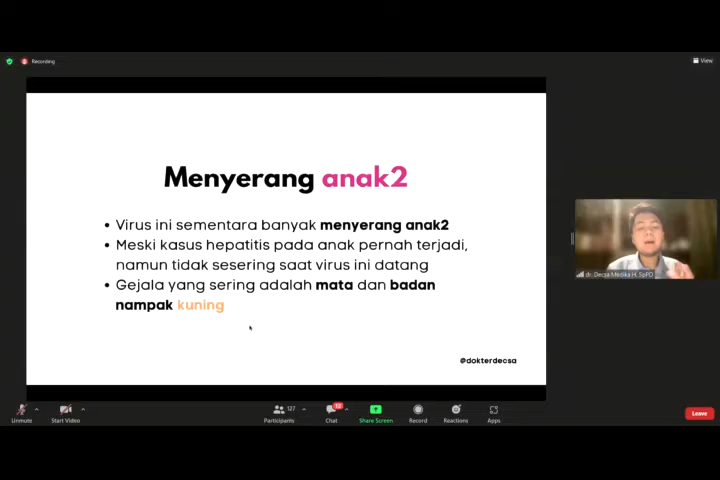 Recording
View
Menyerang anak2
• Virus ini sementara banyak menyerang anak2
• Meski kasus hepatitis pada anak pernah terjadi,
namun tidak sesering saat virus ini datang
• Gejala yang sering adalah mata dan badan
nampak kuning
@dokterdecsa
dr. Decsa Medika H, SpPD
Unmute
Start Video
Participants
127
Chat
Share Screen
Record
Reactions
Apps
Leave